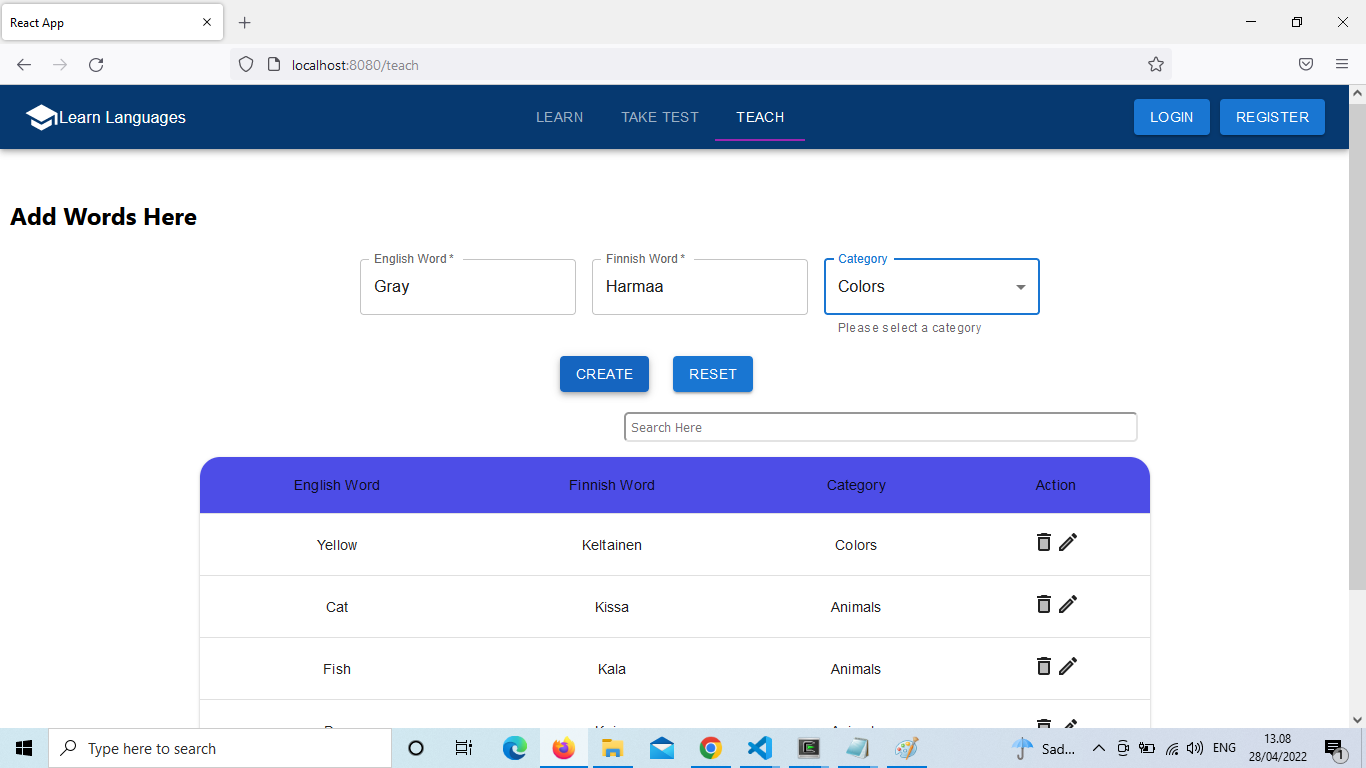 React App
localhost:8080/teach
Learn Languages
LEARN
TAKE TEST
TEACH
LOGIN
REGISTER
Add Words Here
English Word *
Finnish Word *
Category
Gray
Harmaa
Colors
Please select a category
CREATE
RESET
Search Here
English Word
Finnish Word
Category
Action
Yellow
Keltainen
Colors
Cat
Kissa
Animals
Fish
Kala
Animals
Type here to search
Sad...
ENG
13.08
28/04/2022
1